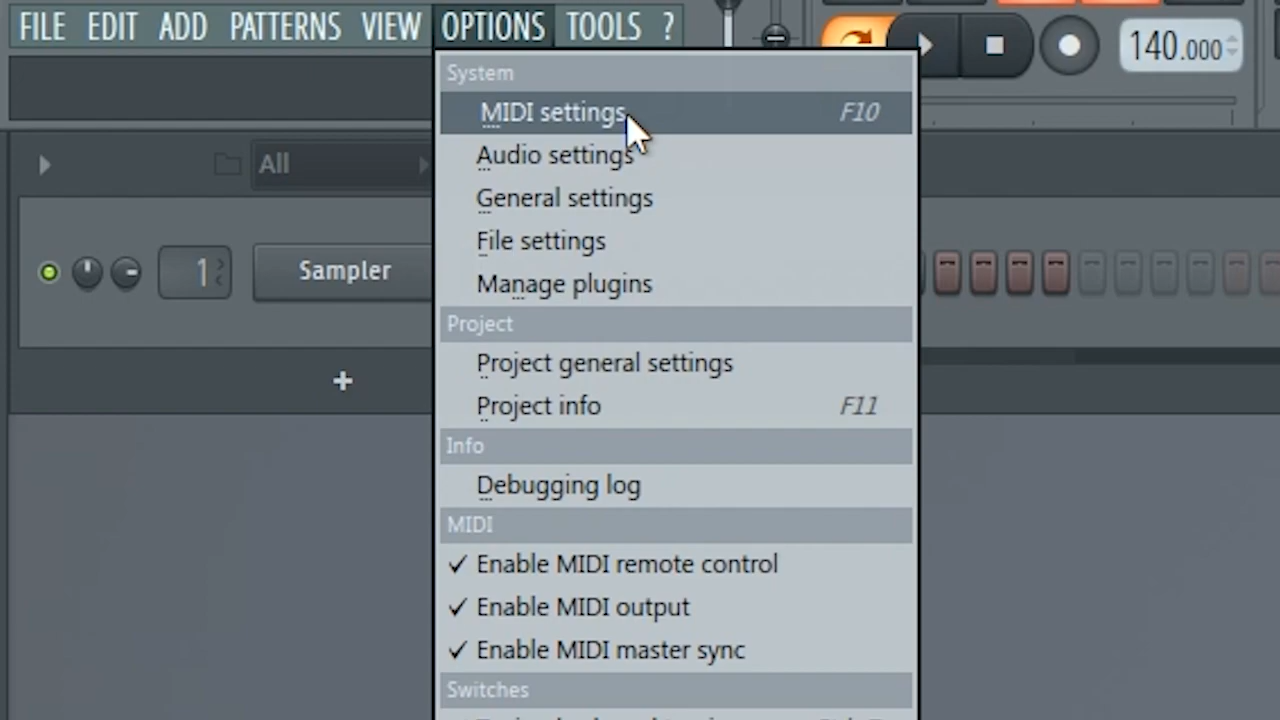 FILE EDIT ADD PATTERNS VIEW OPTIONS TOOLS ?
140.000
System
MIDI settings F10
Audio settings
All
General settings
File settings
1 Sampler
Manage plugins
Project
Project general settings
Project info F11
Info
Debugging log
MIDI
✓ Enable MIDI remote control
✓ Enable MIDI output
✓ Enable MIDI master sync
Switches